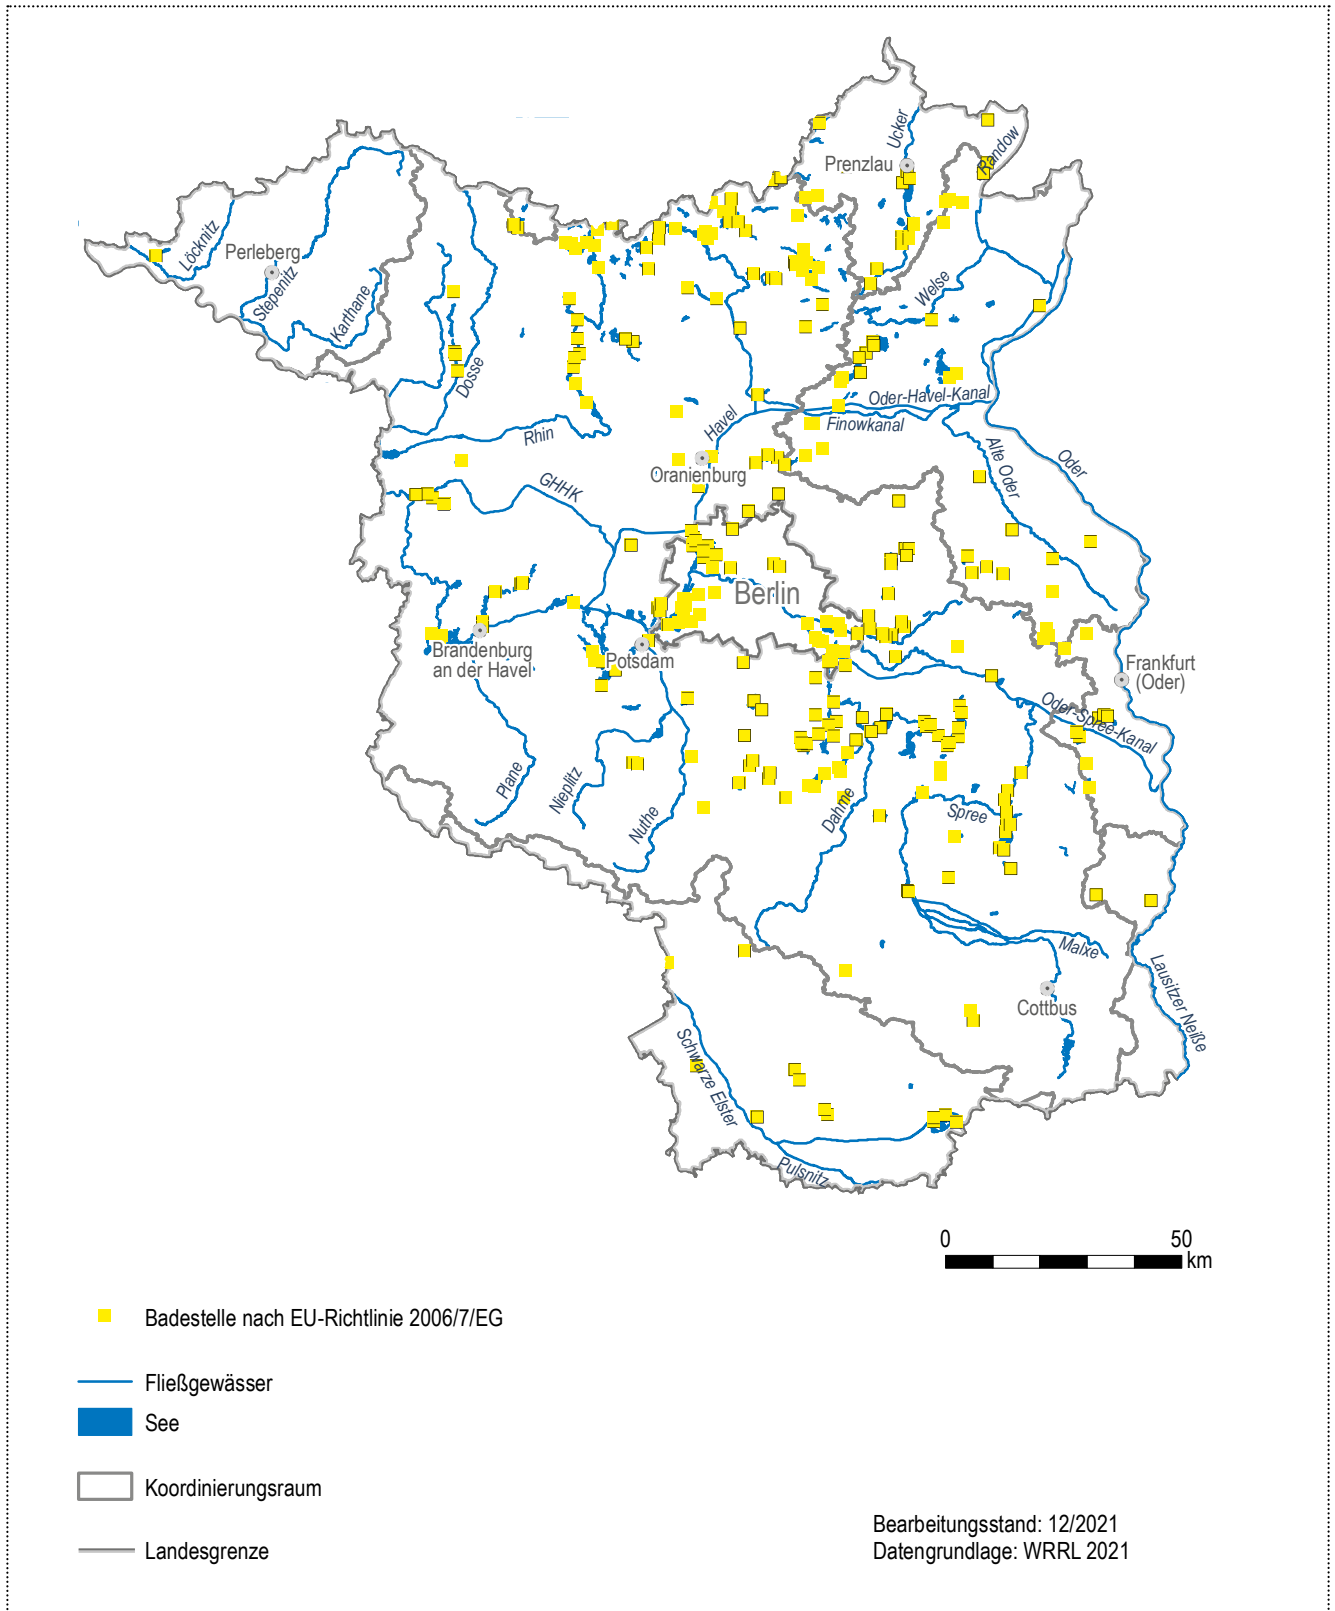 Ucker
Prenzlau
Randow
Löcknitz
Perleberg
Stepenitz
Karthane
Welse
Dosse
Oder-Havel-Kanal
Finowkanal
Havel
Rhin
Alte Oder
Oder
Oranienburg
GHHK
Berlin
Brandenburg
an der Havel
Potsdam
Frankfurt
(Oder)
Oder-Spree-Kanal
Plane
Nieplitz
Nuthe
Dahme
Spree
Malxe
Lausitzer Neiße
Cottbus
Schwarze Elster
Pulsnitz
0 50
km
Badestelle nach EU-Richtlinie 2006/7/EG
Fließgewässer
See
Koordinierungsraum
Landesgrenze
Bearbeitungsstand: 12/2021
Datengrundlage: WRRL 2021